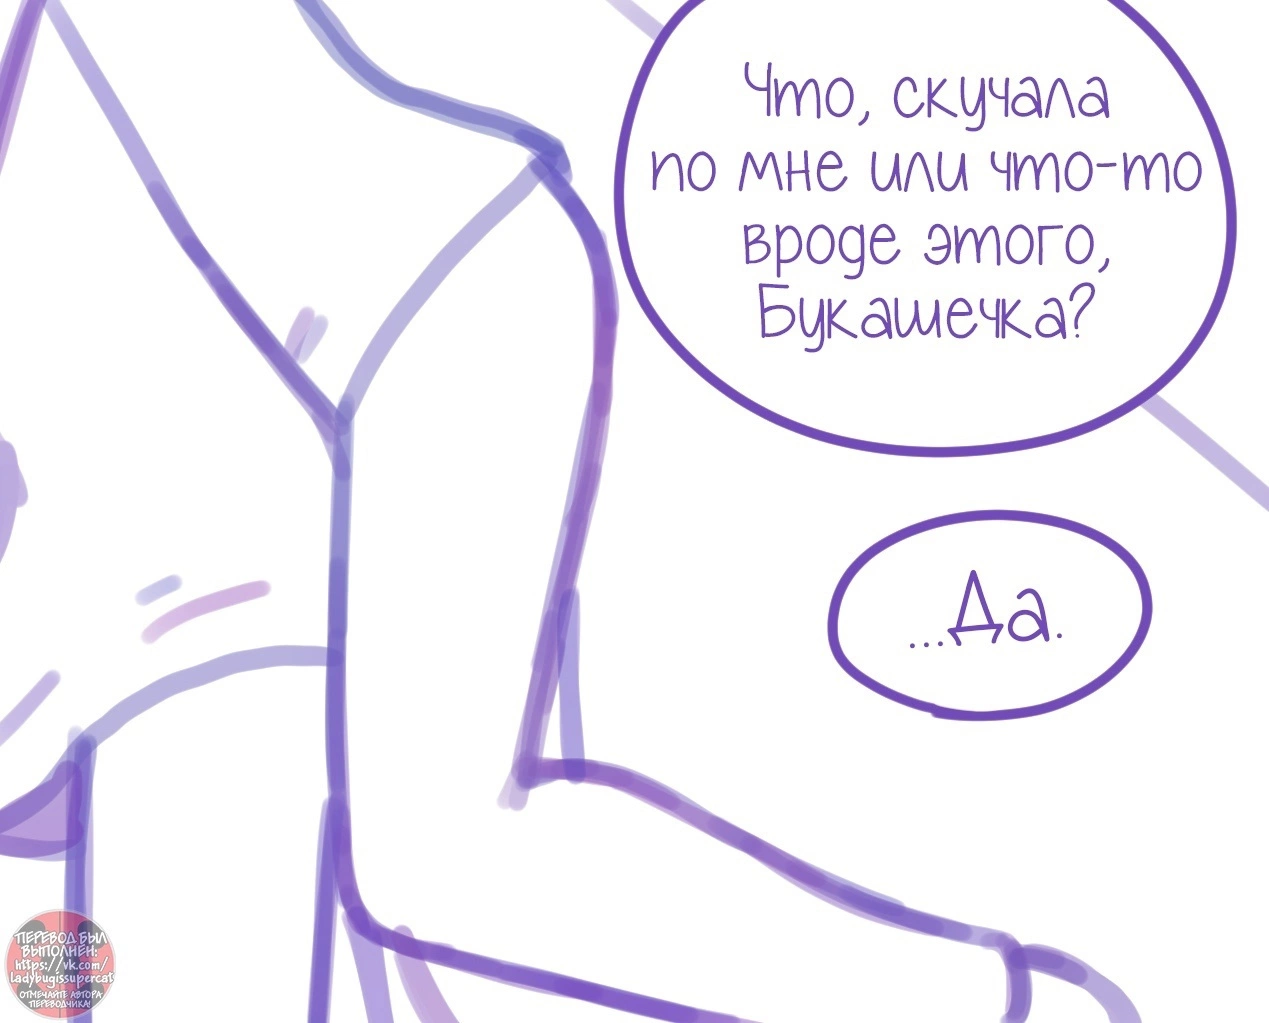 Что, скучала
по мне или что-то
вроде этого,
Букашечка?
...Да.
ПЕРЕВОД БЫЛ
ВЫПОЛНЕН:
https://vk.com/
ladybugissupercat
ОТМЕЧАЙТЕ АВТОРА
ПЕРЕВОДЧИКА!